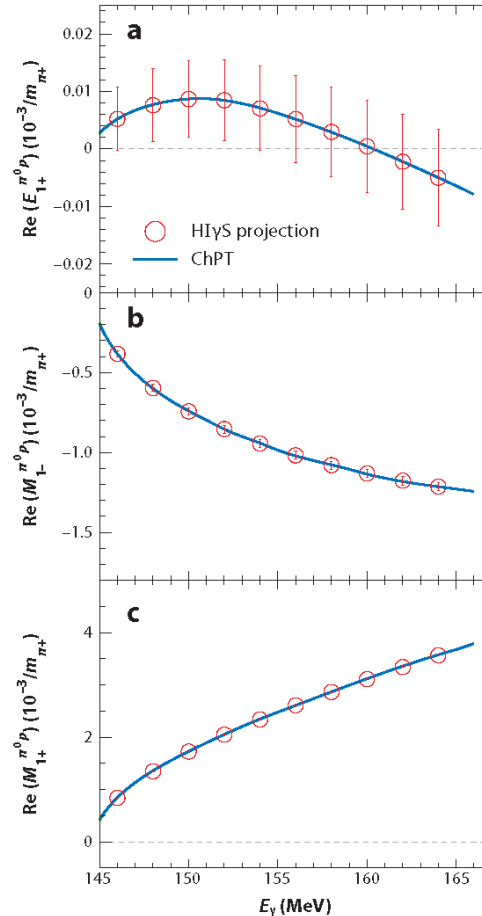 a
0.02
0.01
0
−0.01
−0.02
Re (E₁₊^π⁰p) (10⁻³/mπ+)
HIγS projection
ChPT
b
0
−0.5
−1.0
−1.5
Re (M₁₋^π⁰p) (10⁻³/mπ+)
c
4
2
0
Re (M₁₊^π⁰p) (10⁻³/mπ+)
145 150 155 160 165
Eγ (MeV)